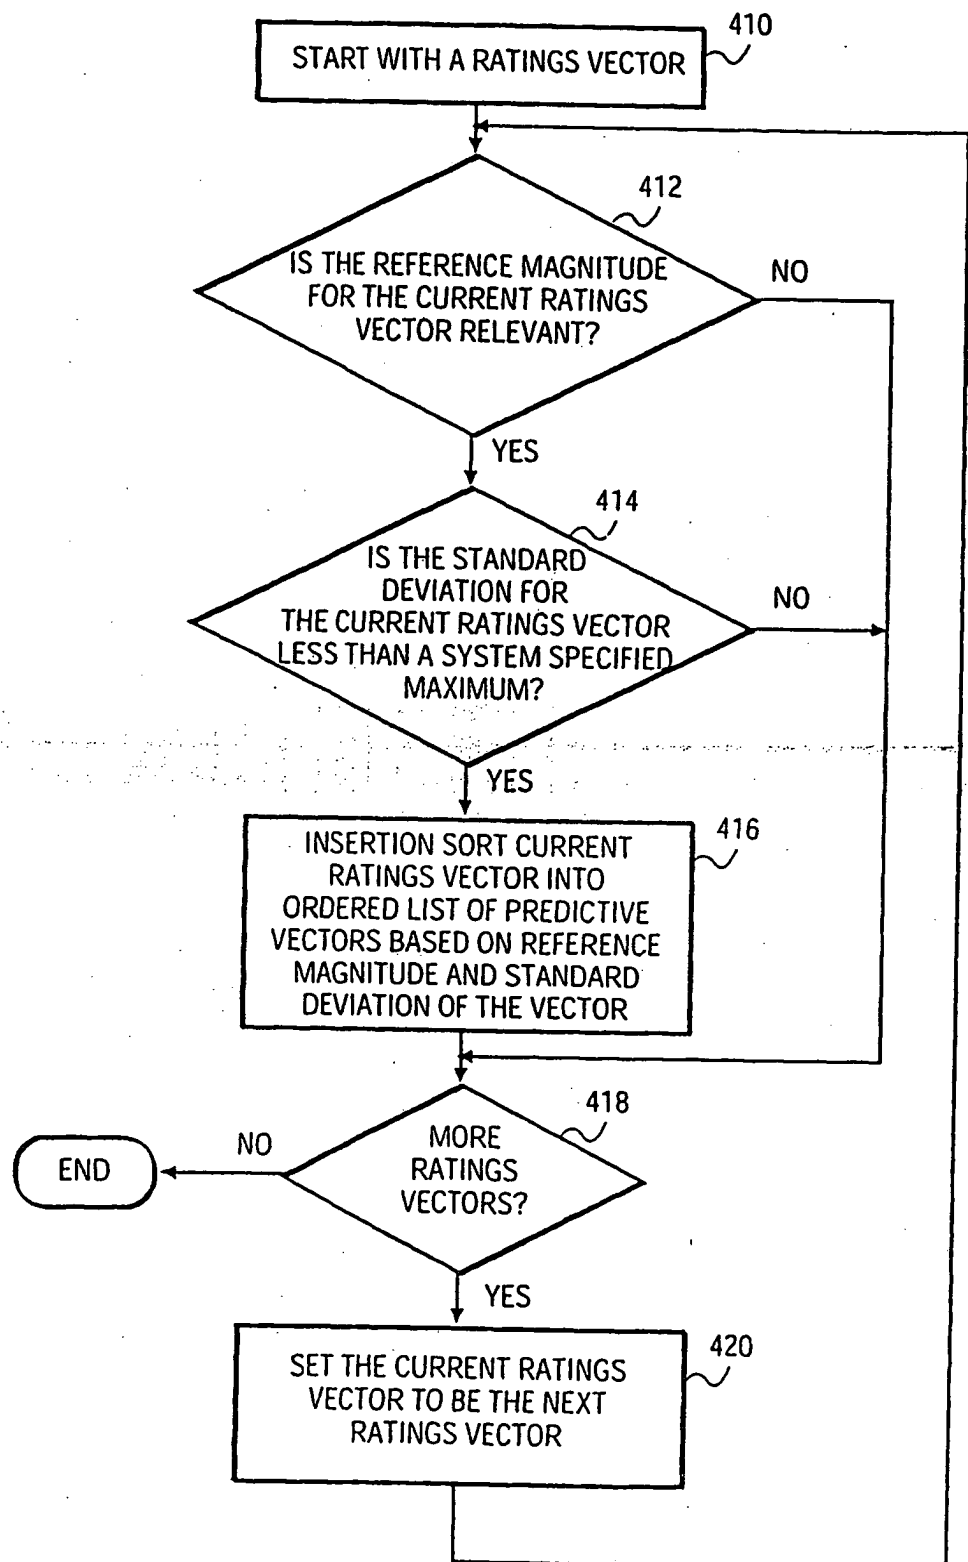 410
START WITH A RATINGS VECTOR
412
IS THE REFERENCE MAGNITUDE
FOR THE CURRENT RATINGS
VECTOR RELEVANT?
NO
YES
414
IS THE STANDARD
DEVIATION FOR
THE CURRENT RATINGS VECTOR
LESS THAN A SYSTEM SPECIFIED
MAXIMUM?
NO
YES
416
INSERTION SORT CURRENT
RATINGS VECTOR INTO
ORDERED LIST OF PREDICTIVE
VECTORS BASED ON REFERENCE
MAGNITUDE AND STANDARD
DEVIATION OF THE VECTOR
418
MORE
RATINGS
VECTORS?
NO
END
YES
420
SET THE CURRENT RATINGS
VECTOR TO BE THE NEXT
RATINGS VECTOR